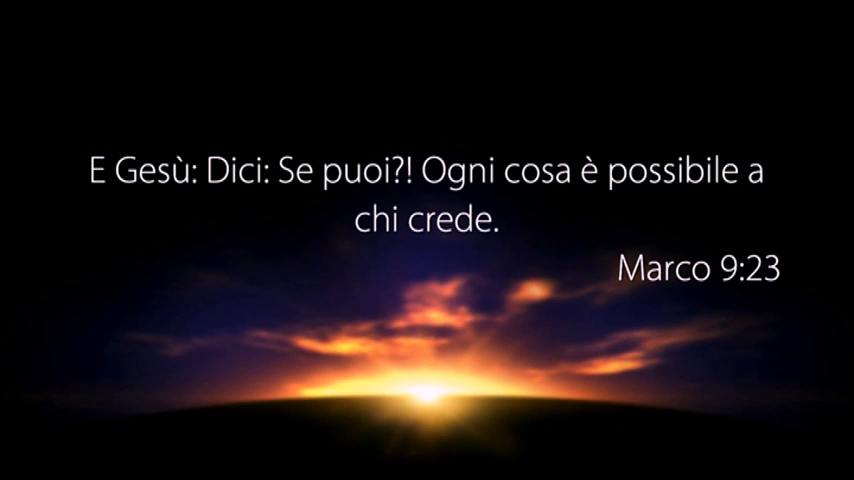 E Gesù: Dici: Se puoi?! Ogni cosa è possibile a
chi crede.
Marco 9:23